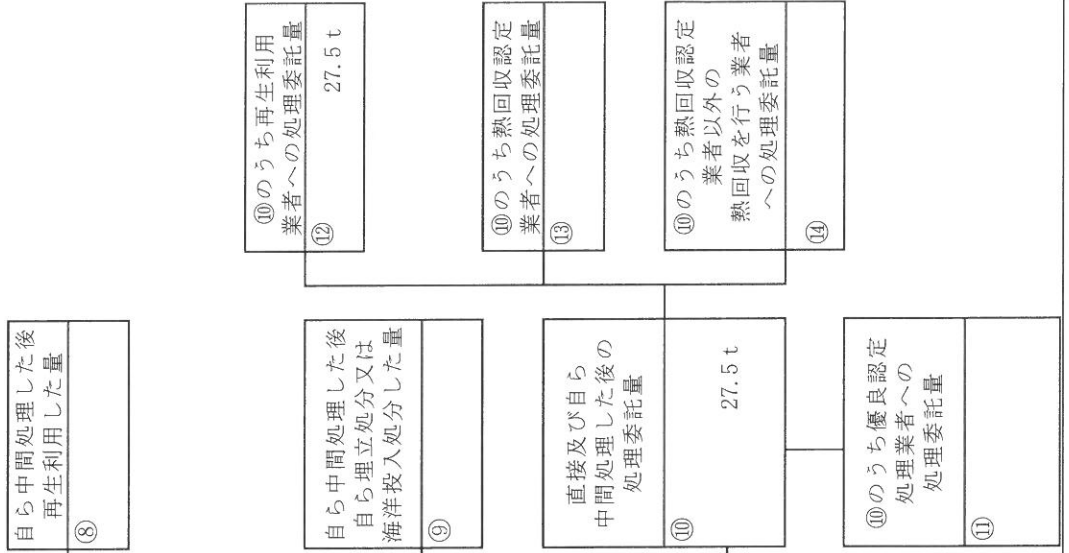 自ら中間処理した後
再生利用した量
⑧
自ら中間処理した後
自ら埋立処分又は
海洋投入処分した量
⑨
直接及び自ら
中間処理した後の
処理委託量
⑩
27.5t
⑩のうち優良認定
処理業者への
処理委託量
⑪
⑩のうち再生利用
業者への処理委託量
⑫
27.5t
⑩のうち熱回収認定
業者への処理委託量
⑬
⑩のうち熱回収認定
業者以外の
熱回収を行う業者
への処理委託量
⑭